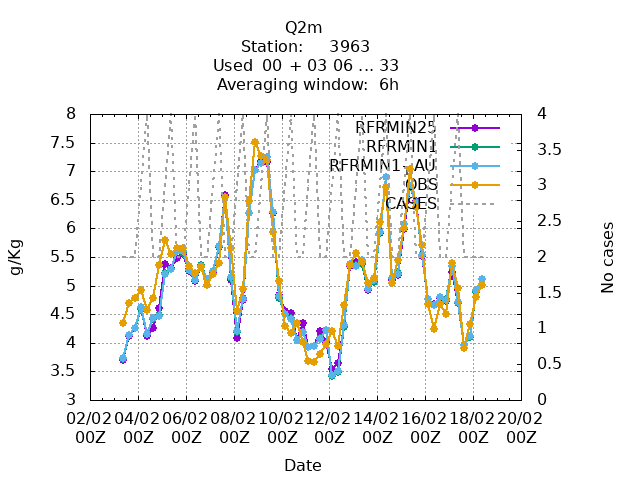 Q2m
Station:     3963
Used  00  + 03 06 ... 33
Averaging window:  6h
8
7.5
7
6.5
6
5.5
5
4.5
4
3.5
3
4
3.5
3
2.5
2
1.5
1
0.5
0
g/Kg
No cases
RFRMIN25
RFRMIN1
RFRMIN1-AU
OBS
CASES
02/02 04/02 06/02 08/02 10/02 12/02 14/02 16/02 18/02 20/02
00Z 00Z 00Z 00Z 00Z 00Z 00Z 00Z 00Z 00Z
Date